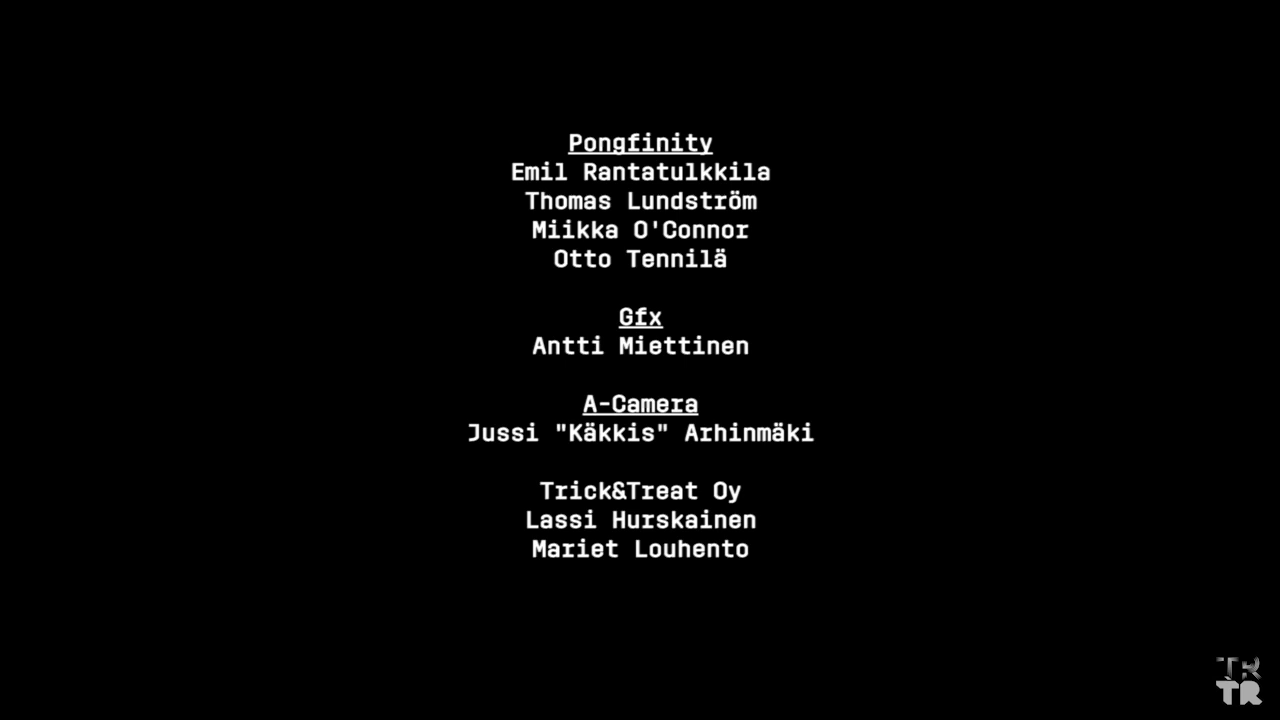 Pongfinity
Emil Rantatulkkila
Thomas Lundström
Miikka O'Connor
Otto Tennilä
Gfx
Antti Miettinen
A-Camera
Jussi "Käkkis" Arhinmäki
Trick&Treat Oy
Lassi Hurskainen
Mariet Louhento
TR
TR